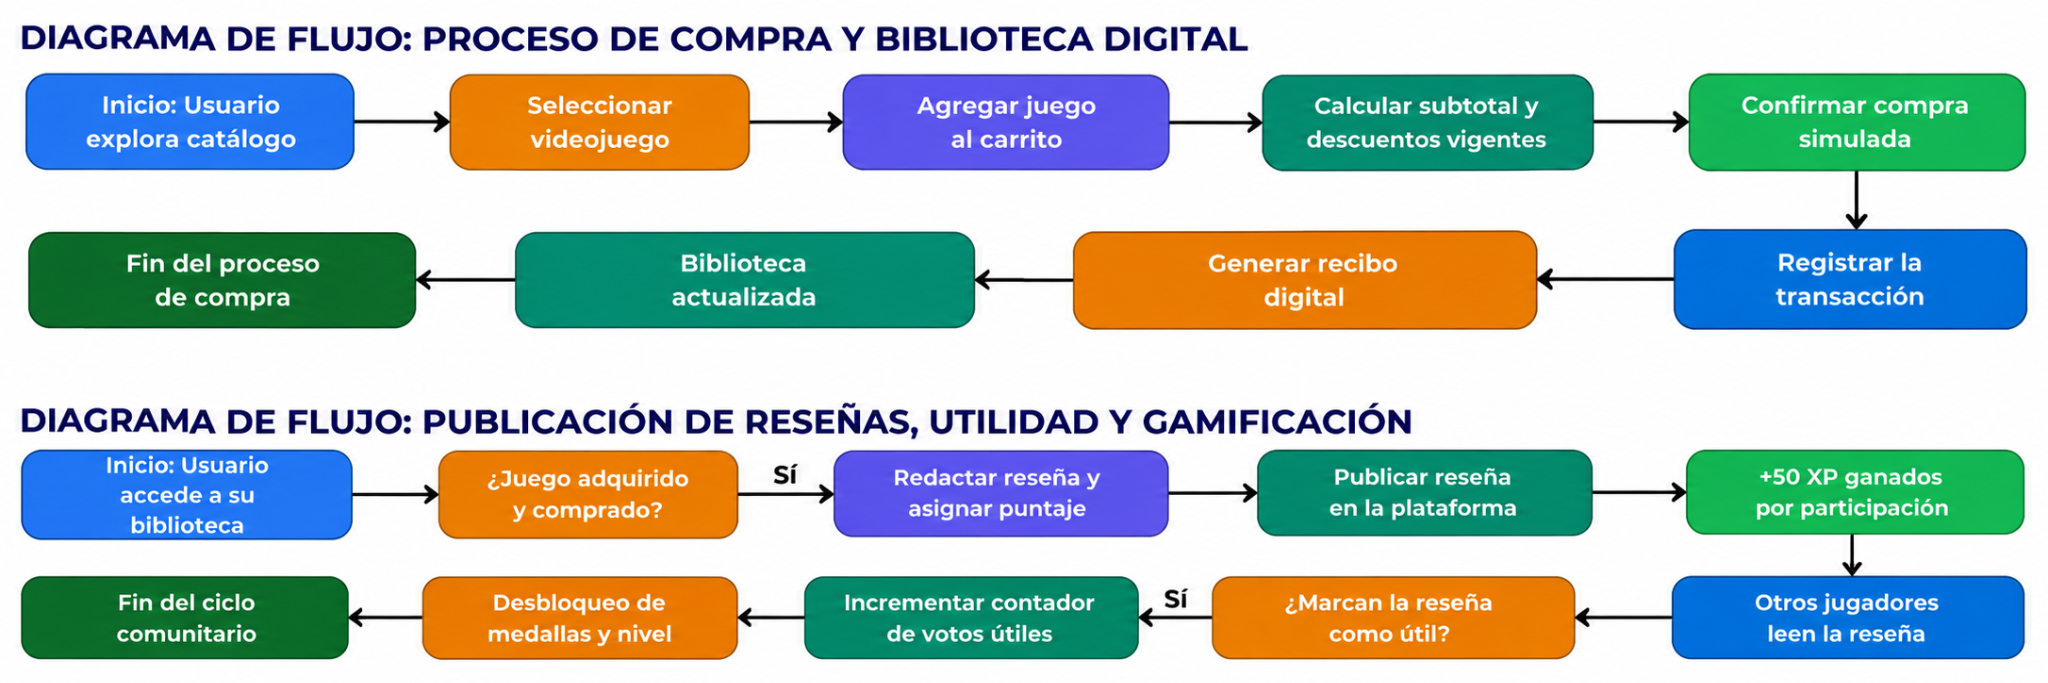 DIAGRAMA DE FLUJO: PROCESO DE COMPRA Y BIBLIOTECA DIGITAL
Inicio: Usuario
explora catálogo
Seleccionar
videojuego
Agregar juego
al carrito
Calcular subtotal y
descuentos vigentes
Confirmar compra
simulada
Registrar la
transacción
Generar recibo
digital
Biblioteca
actualizada
Fin del proceso
de compra
DIAGRAMA DE FLUJO: PUBLICACIÓN DE RESEÑAS, UTILIDAD Y GAMIFICACIÓN
Inicio: Usuario
accede a su
biblioteca
¿Juego adquirido
y comprado?
Sí
Redactar reseña y
asignar puntaje
Publicar reseña
en la plataforma
+50 XP ganados
por participación
Otros jugadores
leen la reseña
¿Marcan la reseña
como útil?
Sí
Incrementar contador
de votos útiles
Desbloqueo de
medallas y nivel
Fin del ciclo
comunitario